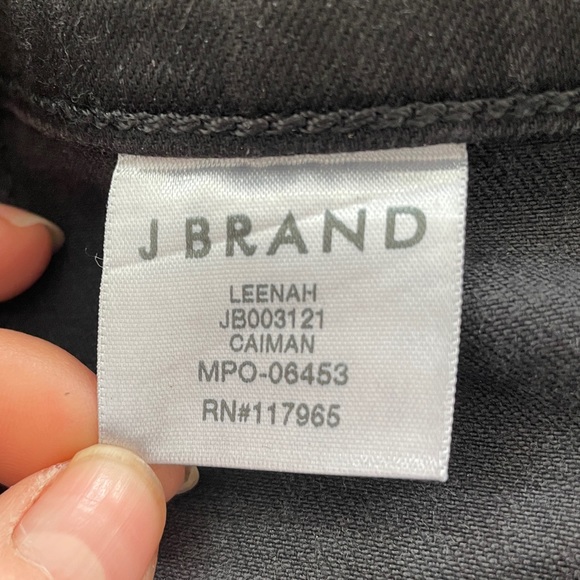 J BRAND
LEENAH
JB003121
CAIMAN
MPO-06453
RN#117965